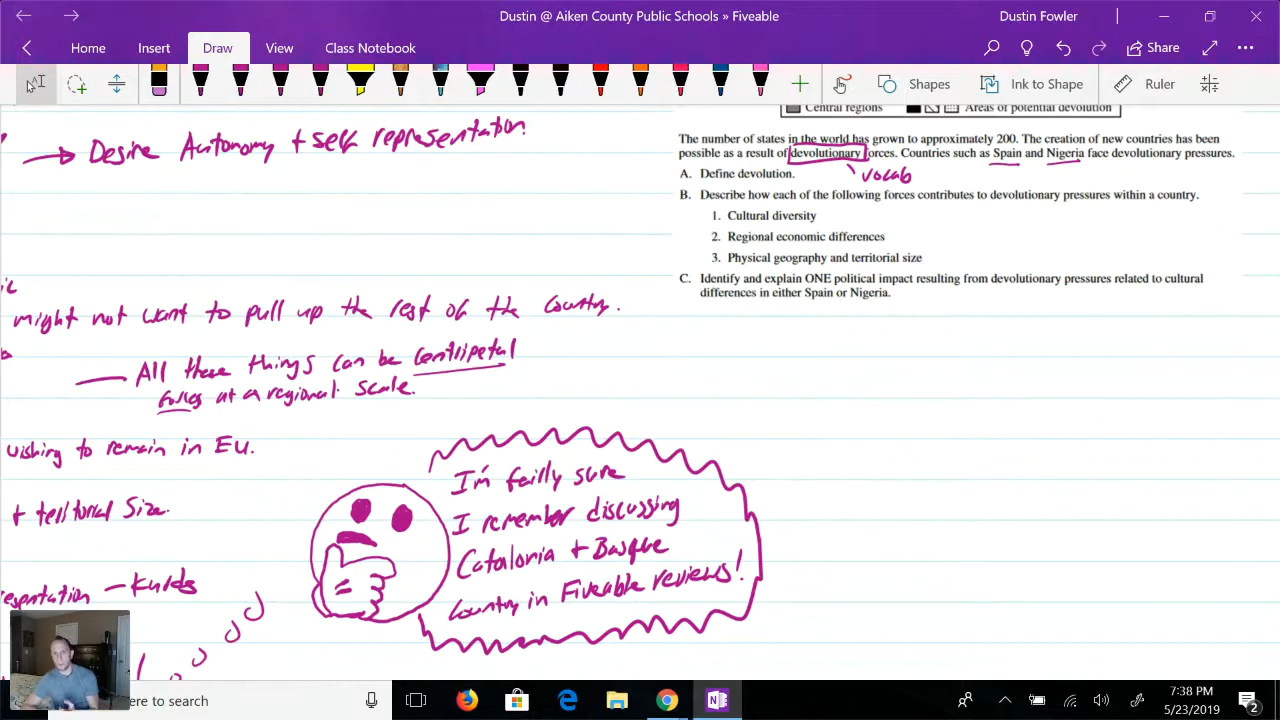 Dustin @ Aiken County Public Schools » Fiveable
Dustin Fowler
Home Insert Draw View Class Notebook
Share
Shapes Ink to Shape Ruler
Central regions Areas of potential devolution
→ Desire Autonomy + self representation
The number of states in the world has grown to approximately 200. The creation of new countries has been
possible as a result of devolutionary forces. Countries such as Spain and Nigeria face devolutionary pressures.
vocab
A. Define devolution.
B. Describe how each of the following forces contributes to devolutionary pressures within a country.
1. Cultural diversity
2. Regional economic differences
3. Physical geography and territorial size
C. Identify and explain ONE political impact resulting from devolutionary pressures related to cultural
differences in either Spain or Nigeria.
might not want to pull up the rest of the country.
— All these things can be centripetal
forces at a regional scale.
wishing to remain in EU.
+ territorial size.
— Kurds
I'm fairly sure
I remember discussing
Catalonia + Basque
Country in Fiveable reviews!
here to search
7:38 PM
5/23/2019
2